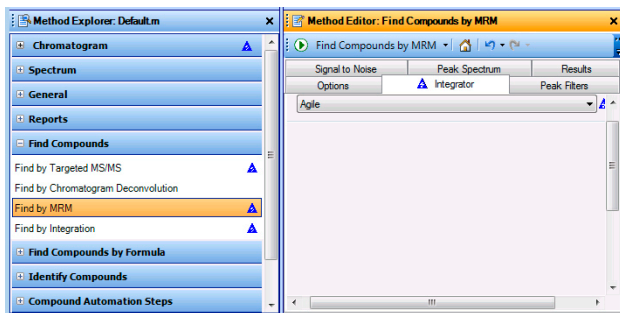 Method Explorer: Default.m
Chromatogram
Spectrum
General
Reports
Find Compounds
Find by Targeted MS/MS
Find by Chromatogram Deconvolution
Find by MRM
Find by Integration
Find Compounds by Formula
Identify Compounds
Compound Automation Steps
Method Editor: Find Compounds by MRM
Find Compounds by MRM
Signal to Noise Peak Spectrum Results
Options Integrator Peak Filters
Agile